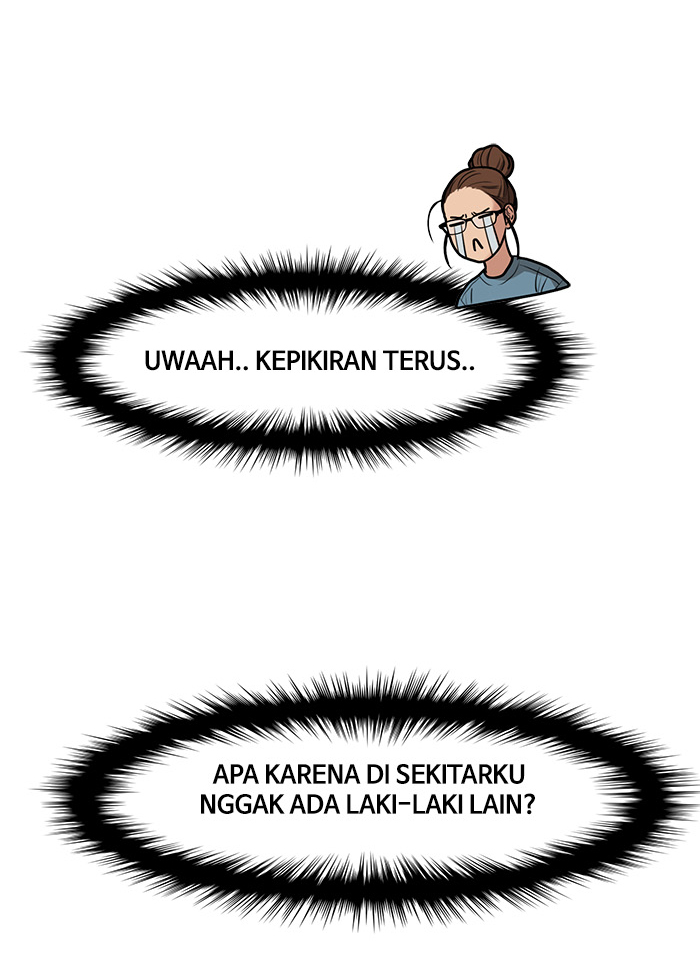 UWAAH.. KEPIKIRAN TERUS..
APA KARENA DI SEKITARKU
NGGAK ADA LAKI-LAKI LAIN?